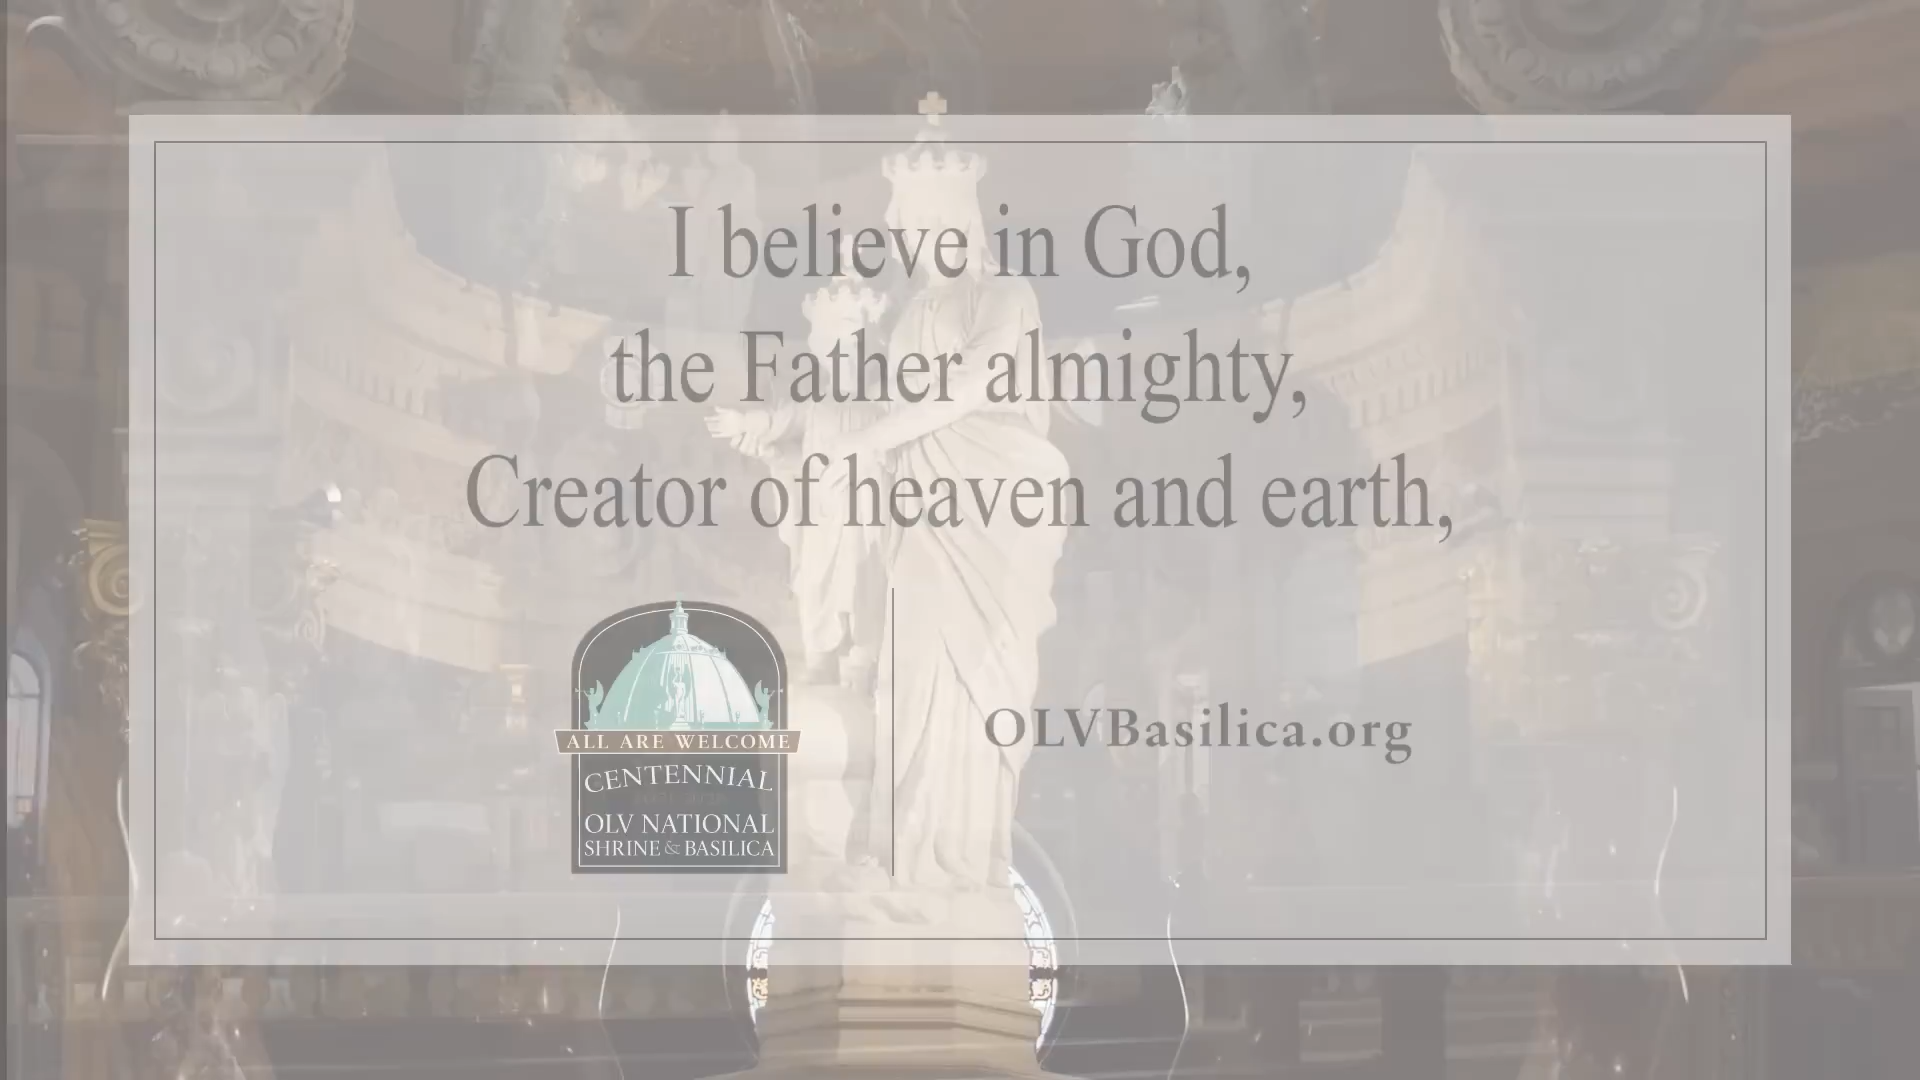 I believe in God,
the Father almighty,
Creator of heaven and earth,
ALL ARE WELCOME
CENTENNIAL
OLV NATIONAL
SHRINE & BASILICA
OLVBasilica.org